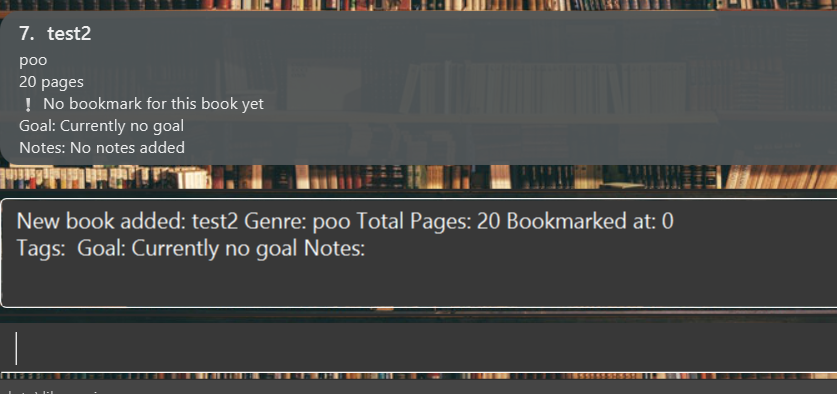 7. test2
poo
20 pages
❗ No bookmark for this book yet
Goal: Currently no goal
Notes: No notes added
New book added: test2 Genre: poo Total Pages: 20 Bookmarked at: 0
Tags: Goal: Currently no goal Notes: